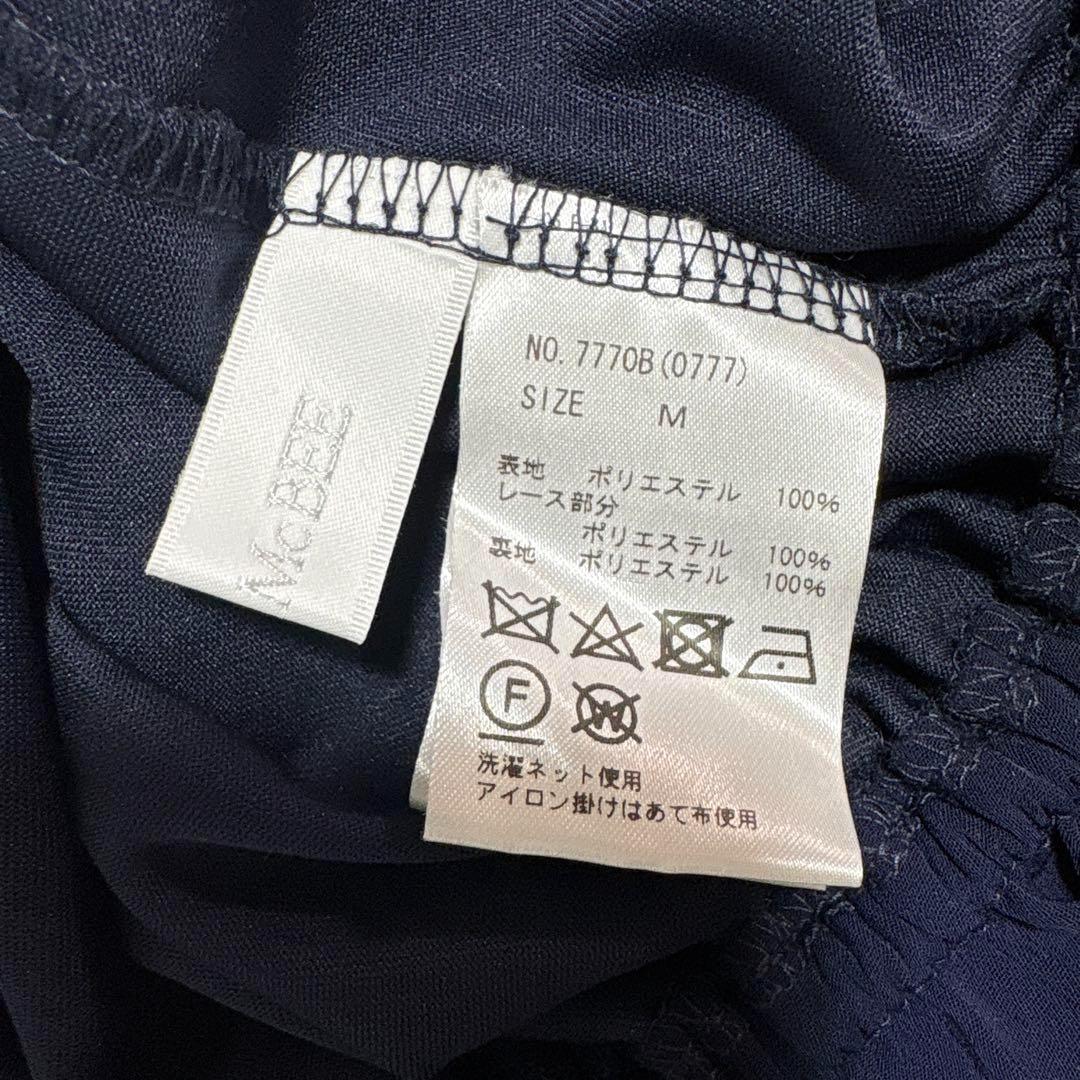 McBEE
NO. 7770B(0777)
SIZE M
表地 ポリエステル 100%
レース部分
ポリエステル 100%
裏地 ポリエステル 100%
F
W
洗濯ネット使用
アイロン掛けはあて布使用